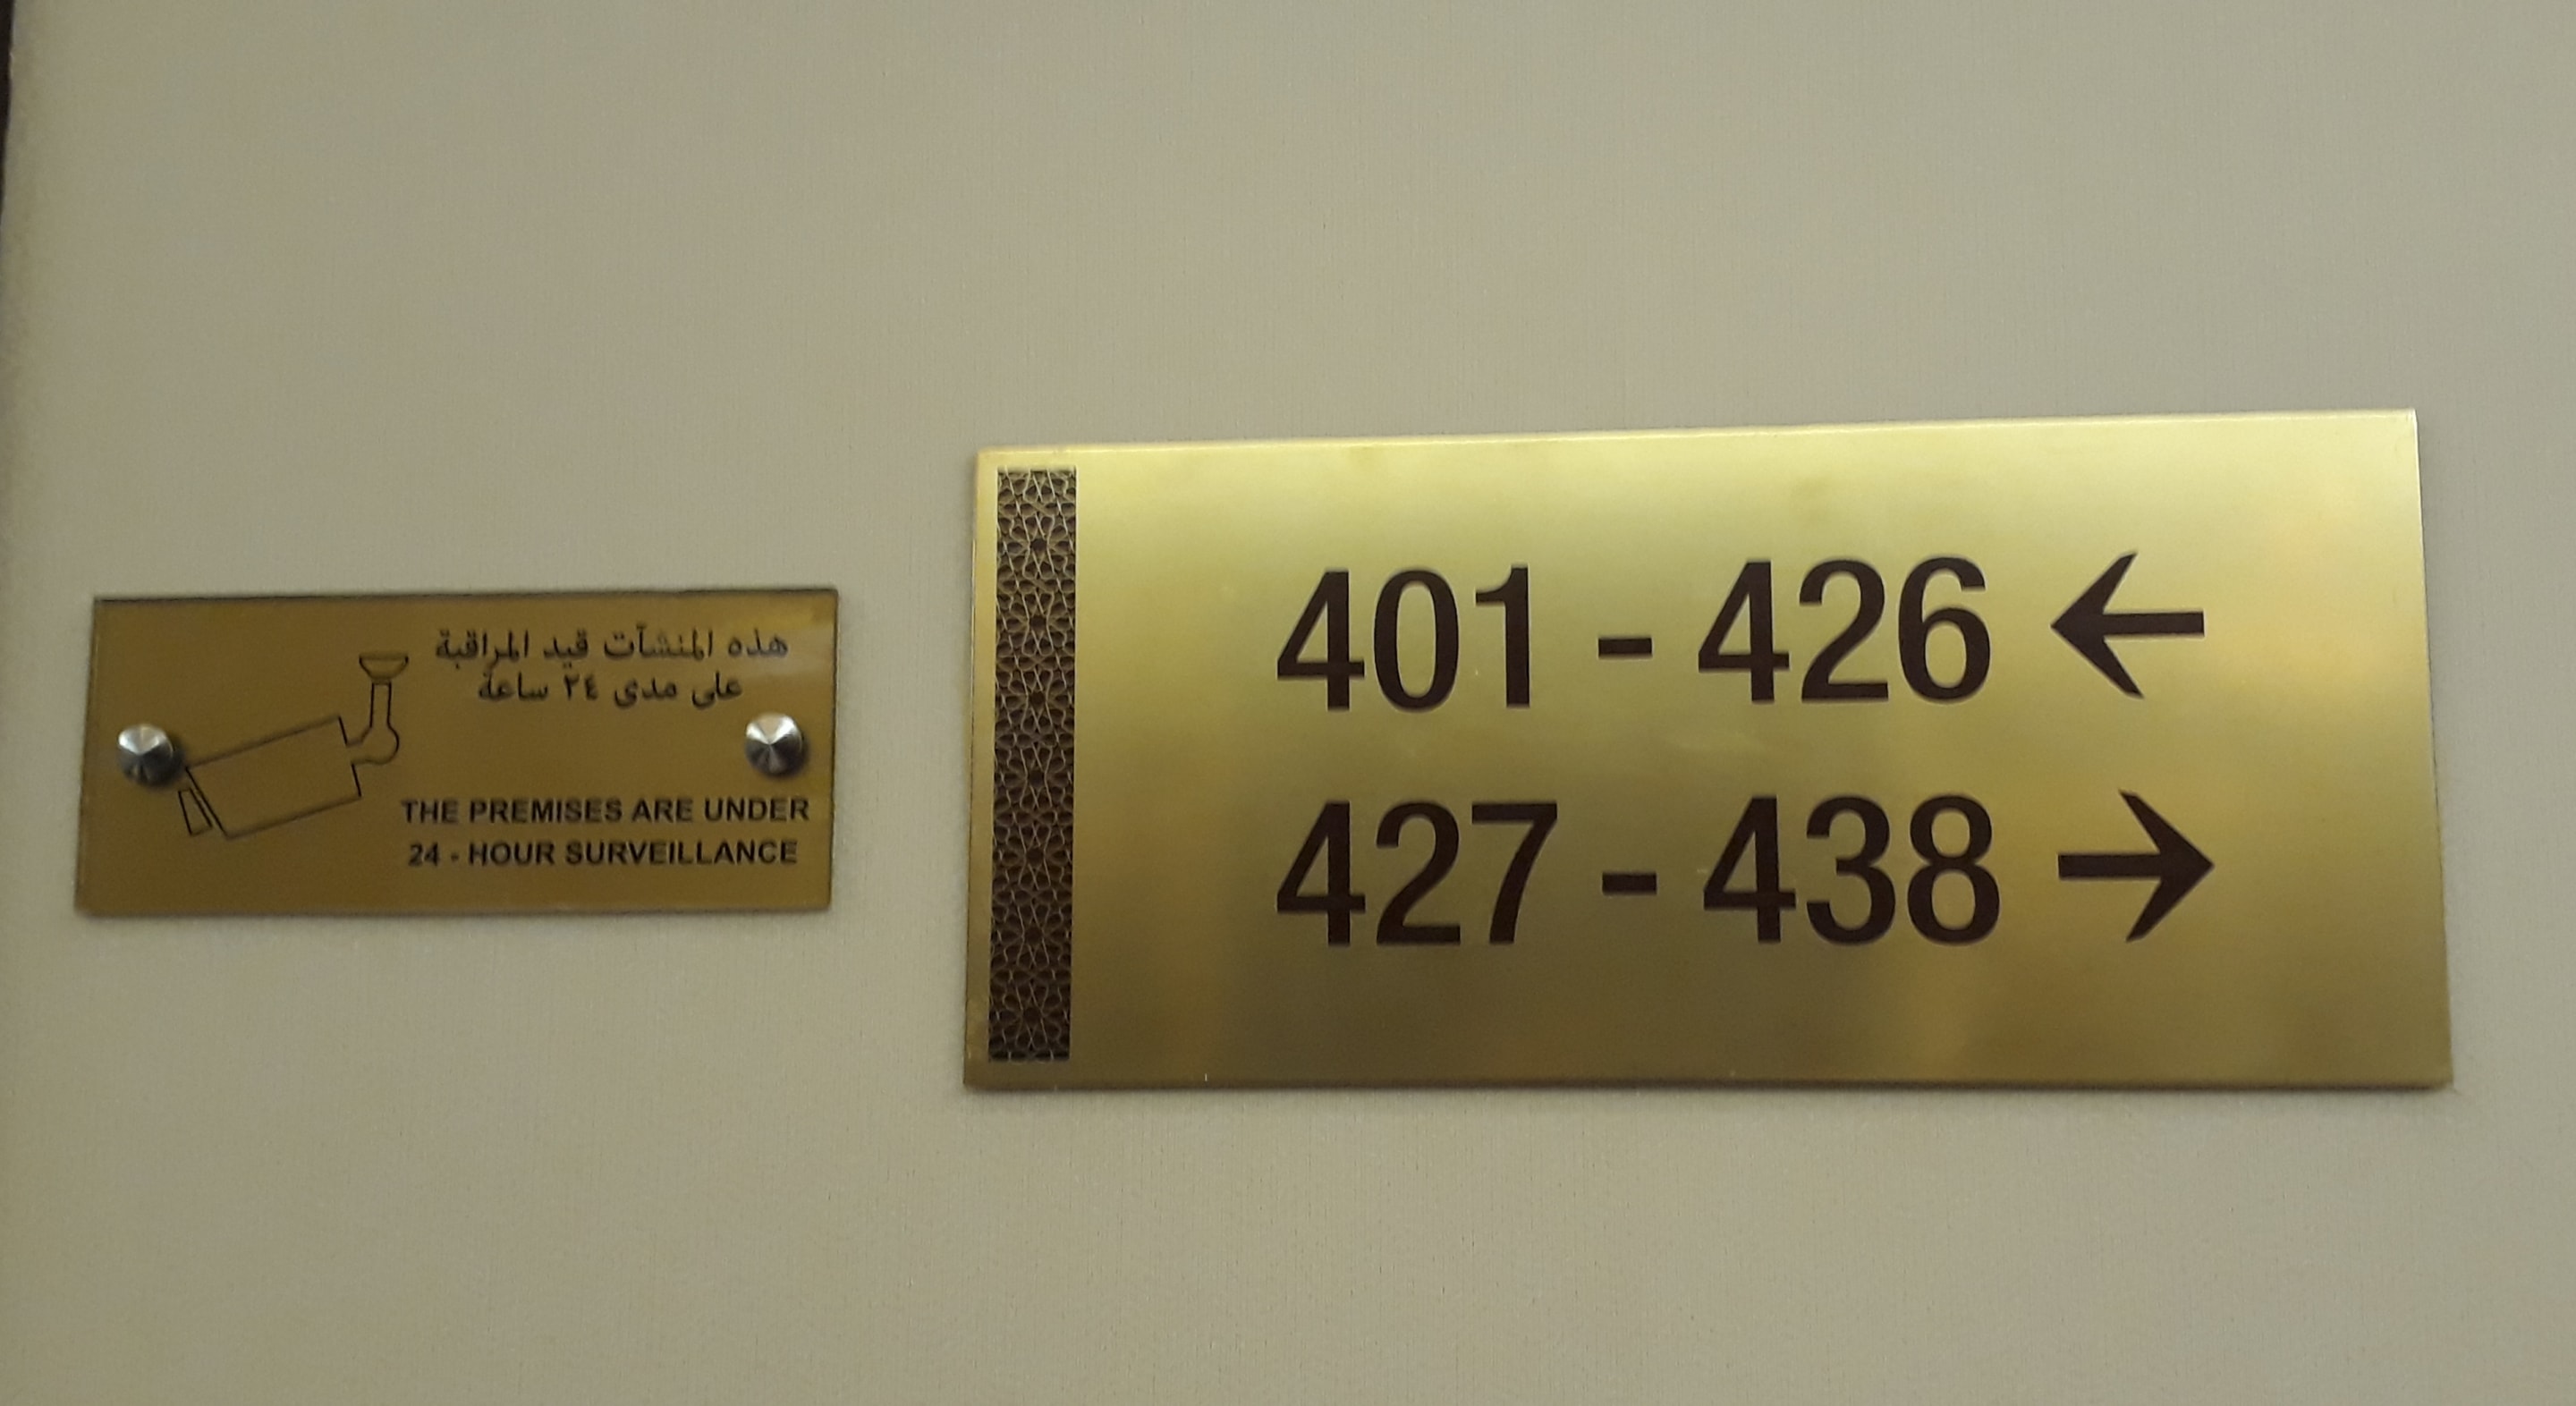 هذه المنشآت قيد المراقبة
على مدى ٢٤ ساعة
THE PREMISES ARE UNDER
24 - HOUR SURVEILLANCE
401 - 426 ←
427 - 438 →